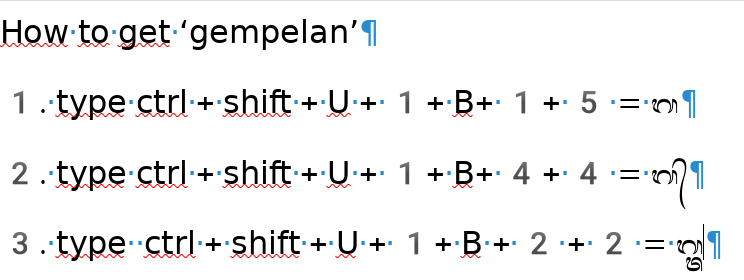 How to get ‘gempelan’
1 . type ctrl + shift + U + 1 + B+ 1 + 5 = ᬕ
2 . type ctrl + shift + U + 1 + B+ 4 + 4 = ᬕ᭄
3 . type ctrl + shift + U + 1 + B + 2 + 2 = ᬕ᭄ᬢ